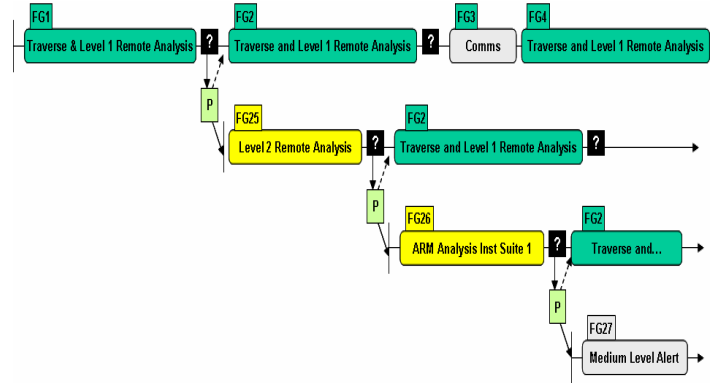 FG1
FG2
FG3
FG4
Traverse & Level 1 Remote Analysis
?
Traverse and Level 1 Remote Analysis
?
Comms
Traverse and Level 1 Remote Analysis
P
FG25
FG2
Level 2 Remote Analysis
?
Traverse and Level 1 Remote Analysis
?
P
FG26
FG2
ARM Analysis Inst Suite 1
?
Traverse and...
P
FG27
Medium Level Alert